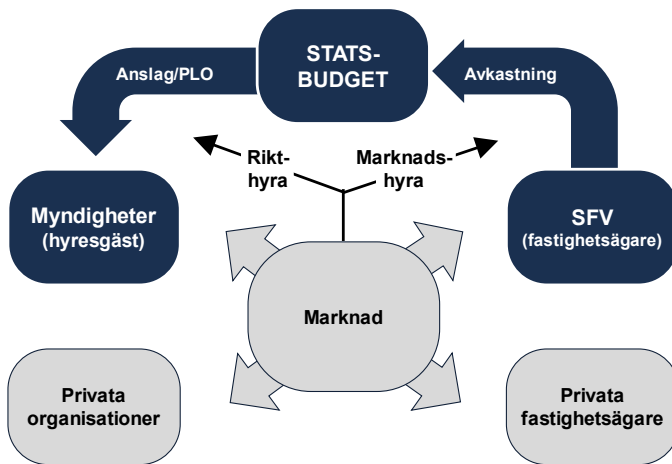 STATS-
BUDGET
Anslag/PLO
Avkastning
Rikt-
hyra
Marknads-
hyra
Myndigheter
(hyresgäst)
SFV
(fastighetsägare)
Marknad
Privata
organisationer
Privata
fastighetsägare